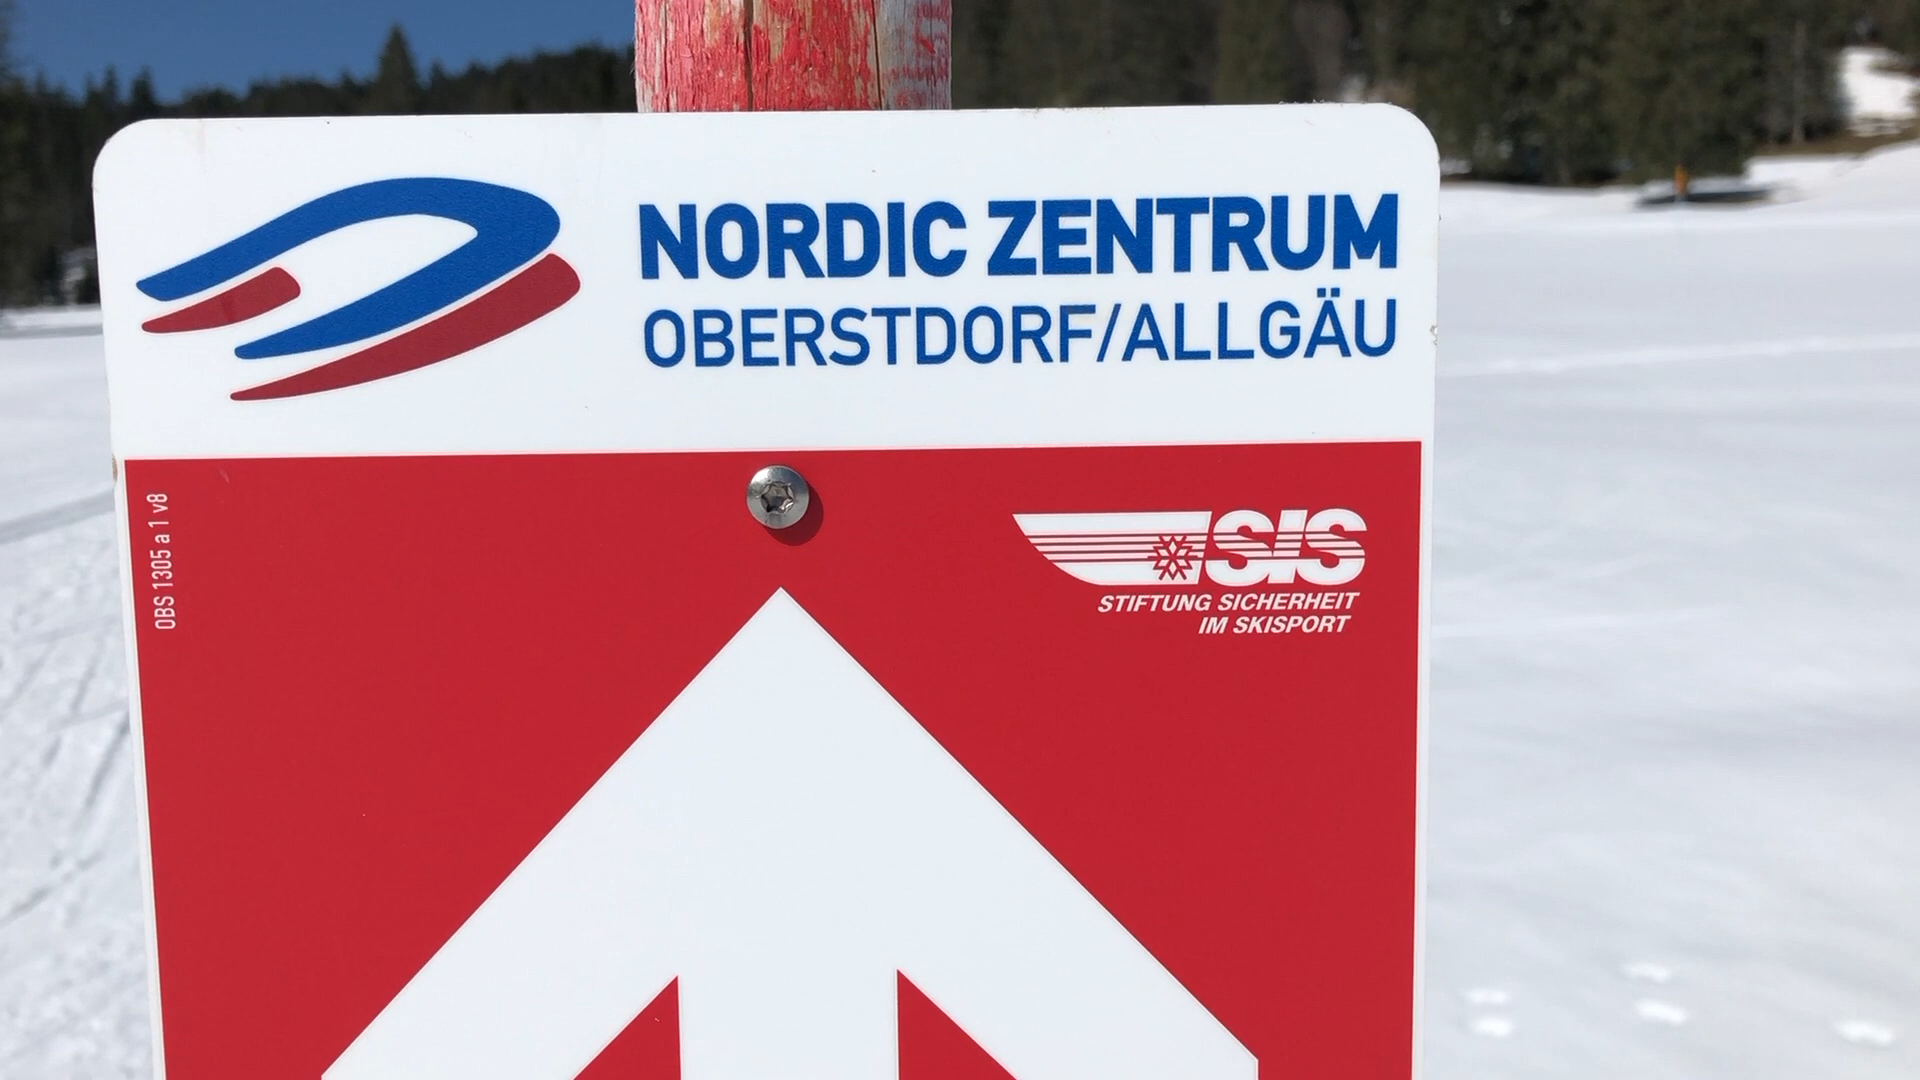 NORDIC ZENTRUM
OBERSTDORF/ALLGÄU
OBS 1305 a 1 v8
SIS
STIFTUNG SICHERHEIT
IM SKISPORT